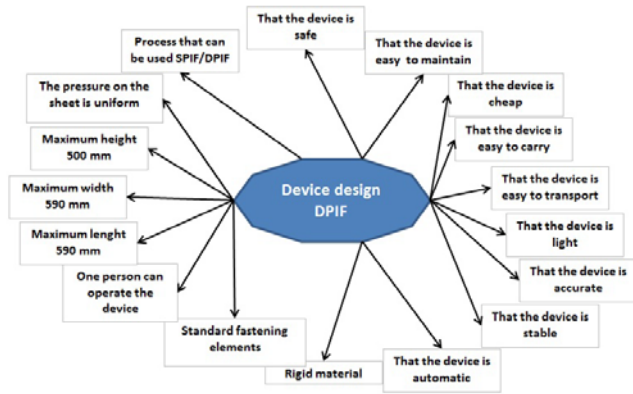 That the device is
safe
Process that can
be used SPIF/DPIF
That the device is
easy to maintain
The pressure on the
sheet is uniform
That the device is
cheap
Maximum height
500 mm
That the device is
easy to carry
Device design
DPIF
Maximum width
590 mm
That the device is
easy to transport
Maximum lenght
590 mm
That the device is
light
One person can
operate the
device
That the device is
accurate
Standard fastening
elements
That the device is
stable
Rigid material
That the device is
automatic